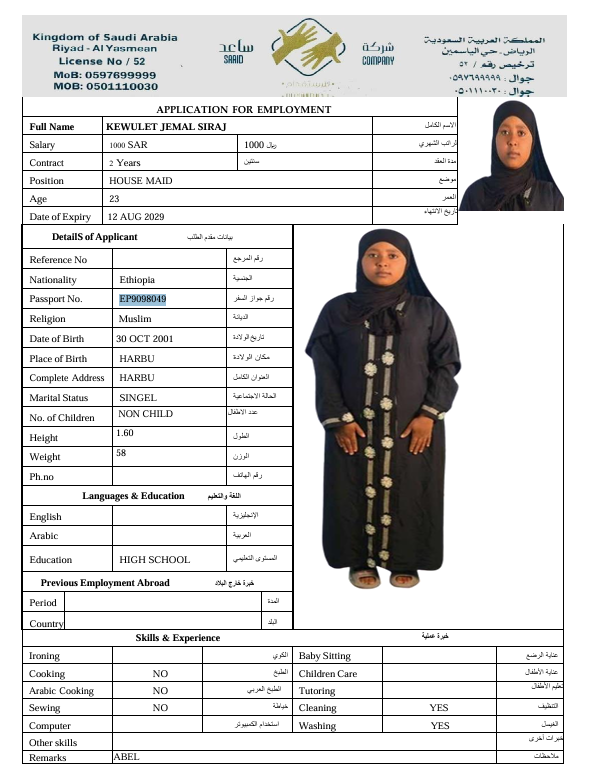 Kingdom of Saudi Arabia
Riyadh - Al Yasmean
License No / 52
MoB: 0597699999
MOB: 0501110030
ساعد
SAEID
شركة
COMPANY
المملكة العربية السعودية
الرياض. حي الياسمين
ترخيص رقم / ٥٢
جوال : ٠٥٩٧٦٩٩٩٩٩
جوال : ٠٥٠١١١٠٠٣٠
APPLICATION FOR EMPLOYMENT
Full Name KEWULET JEMAL SIRAJ الاسم الكامل
Salary 1000 SAR 1000 ريال الراتب الشهري
Contract 2 Years سنتين مدة العقد
Position HOUSE MAID موضع
Age 23 العمر
Date of Expiry 12 AUG 2029 تاريخ الانتهاء
DetailS of Applicant بيانات مقدم الطلب
Reference No رقم المرجع
Nationality Ethiopia الجنسية
Passport No. EP9098049 رقم جواز السفر
Religion Muslim الديانة
Date of Birth 30 OCT 2001 تاريخ الولادة
Place of Birth HARBU مكان الولادة
Complete Address HARBU العنوان الكامل
Marital Status SINGEL الحالة الاجتماعية
No. of Children NON CHILD عدد الاطفال
Height 1.60 الطول
Weight 58 الوزن
Ph.no رقم الهاتف
Languages & Education اللغة والتعليم
English الإنجليزية
Arabic العربية
Education HIGH SCHOOL المستوى التعليمي
Previous Employment Abroad خبرة خارج البلاد
Period المدة
Country البلد
Skills & Experience خبرة عملية
Ironing الكوي Baby Sitting عناية الرضع
Cooking NO الطبخ Children Care عناية الأطفال
Arabic Cooking NO الطبخ العربي Tutoring تعليم الأطفال
Sewing NO خياطة Cleaning YES التنظيف
Computer استخدام الكمبيوتر Washing YES الغسيل
Other skills خبرات أخرى
Remarks ABEL ملاحظات